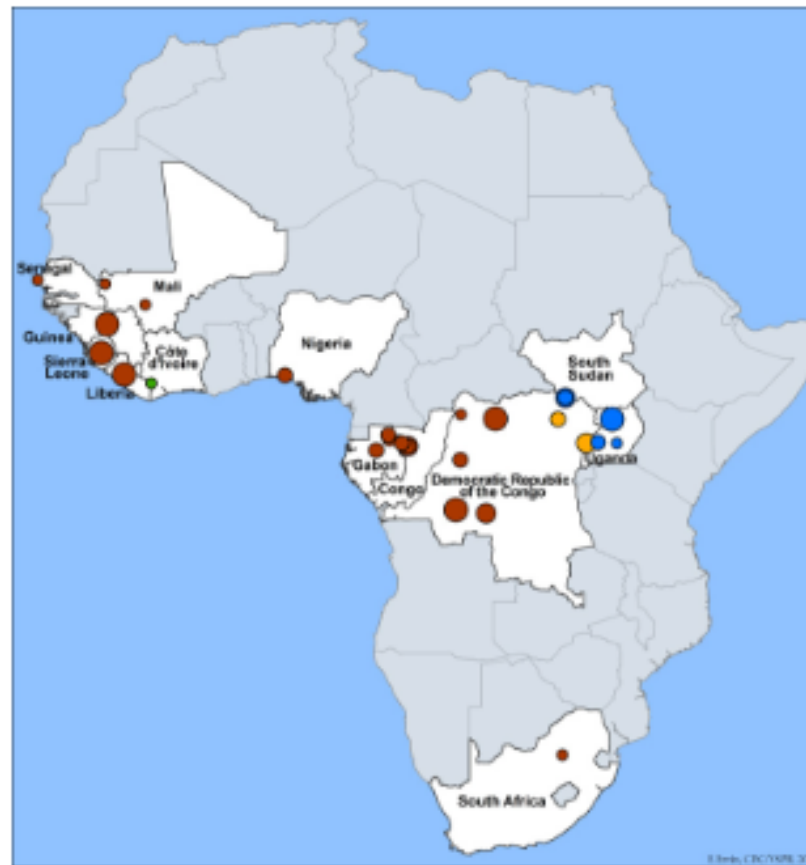 Senegal
Mali
Guinea
Sierra
Leone
Liberia
Côte
d'Ivoire
Nigeria
South
Sudan
Uganda
Gabon
Congo
Democratic Republic
of the Congo
South Africa